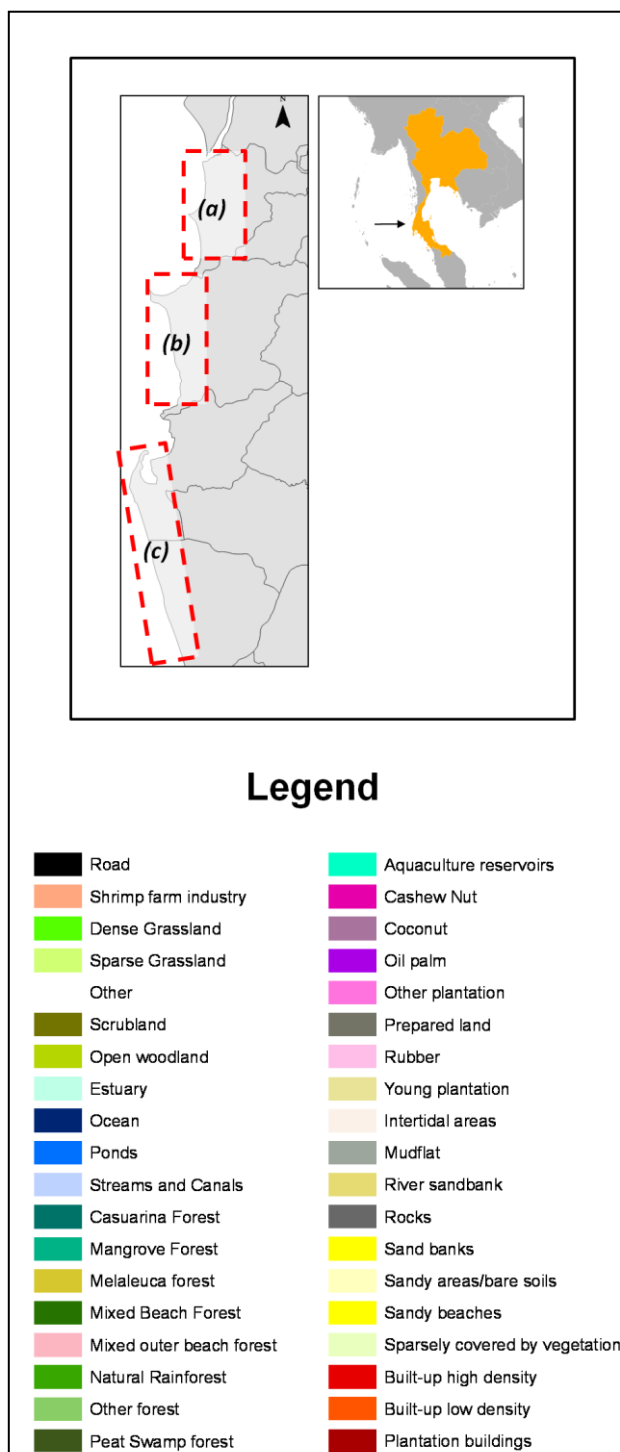 z
(a)
(b)
(c)
Legend
Road
Shrimp farm industry
Dense Grassland
Sparse Grassland
Other
Scrubland
Open woodland
Estuary
Ocean
Ponds
Streams and Canals
Casuarina Forest
Mangrove Forest
Melaleuca forest
Mixed Beach Forest
Mixed outer beach forest
Natural Rainforest
Other forest
Peat Swamp forest
Aquaculture reservoirs
Cashew Nut
Coconut
Oil palm
Other plantation
Prepared land
Rubber
Young plantation
Intertidal areas
Mudflat
River sandbank
Rocks
Sand banks
Sandy areas/bare soils
Sandy beaches
Sparsely covered by vegetation
Built-up high density
Built-up low density
Plantation buildings